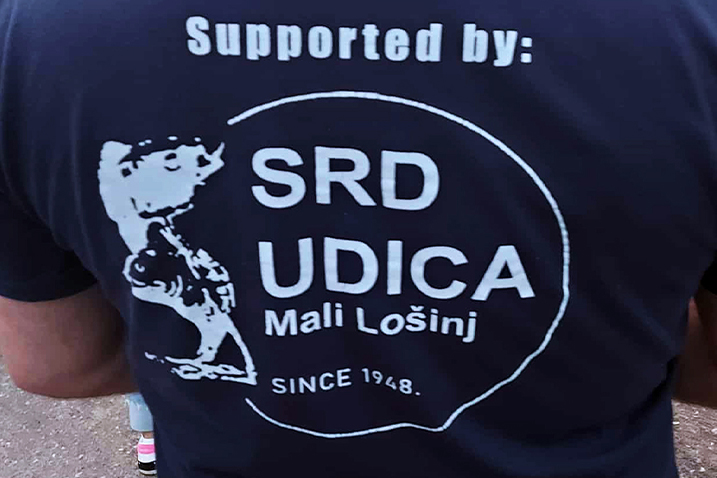 Supported by:
SRD
UDICA
Mali Lošinj
SINCE 1948.